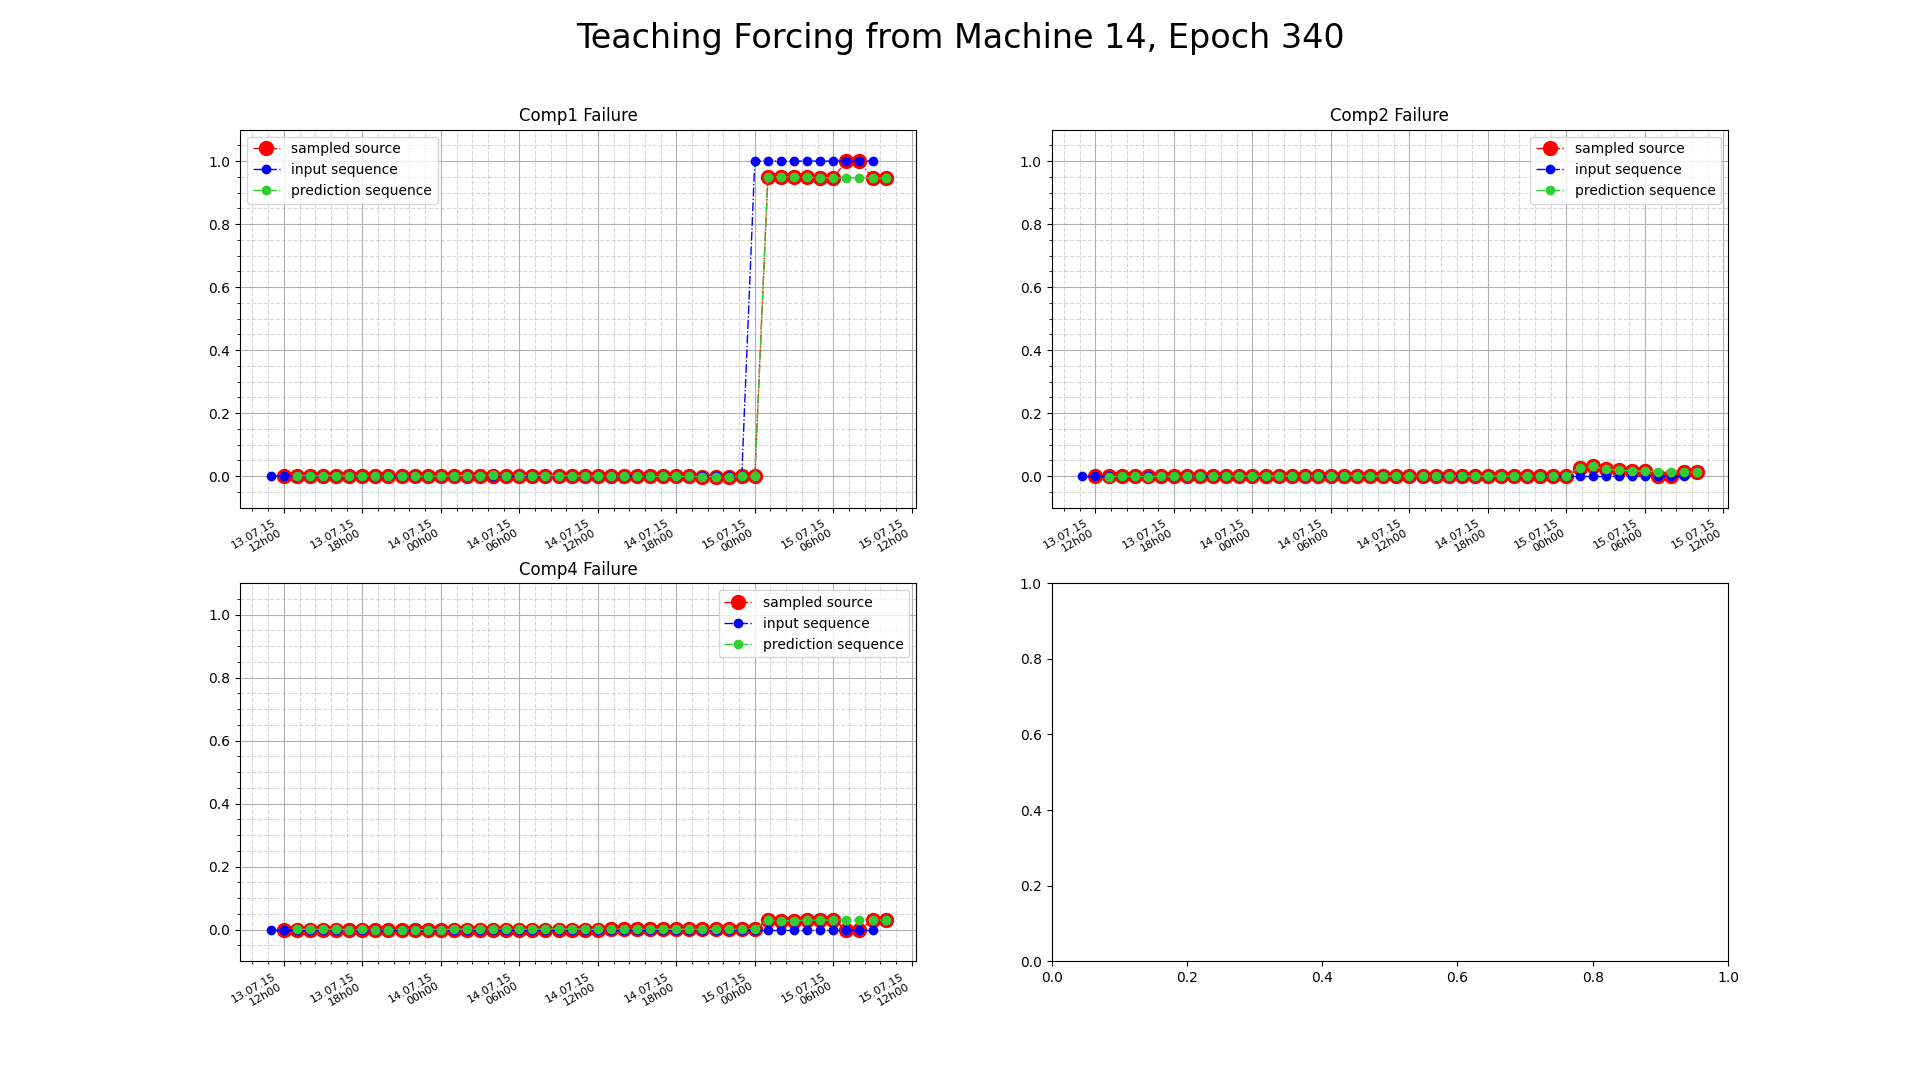 Teaching Forcing from Machine 14, Epoch 340
Comp1 Failure
sampled source
input sequence
prediction sequence
1.0
0.8
0.6
0.4
0.2
0.0
13.07.15
12h00
13.07.15
18h00
14.07.15
00h00
14.07.15
06h00
14.07.15
12h00
14.07.15
18h00
15.07.15
00h00
15.07.15
06h00
15.07.15
12h00
Comp2 Failure
sampled source
input sequence
prediction sequence
1.0
0.8
0.6
0.4
0.2
0.0
13.07.15
12h00
13.07.15
18h00
14.07.15
00h00
14.07.15
06h00
14.07.15
12h00
14.07.15
18h00
15.07.15
00h00
15.07.15
06h00
15.07.15
12h00
Comp4 Failure
sampled source
input sequence
prediction sequence
1.0
0.8
0.6
0.4
0.2
0.0
13.07.15
12h00
13.07.15
18h00
14.07.15
00h00
14.07.15
06h00
14.07.15
12h00
14.07.15
18h00
15.07.15
00h00
15.07.15
06h00
15.07.15
12h00
1.0
0.8
0.6
0.4
0.2
0.0
0.0 0.2 0.4 0.6 0.8 1.0